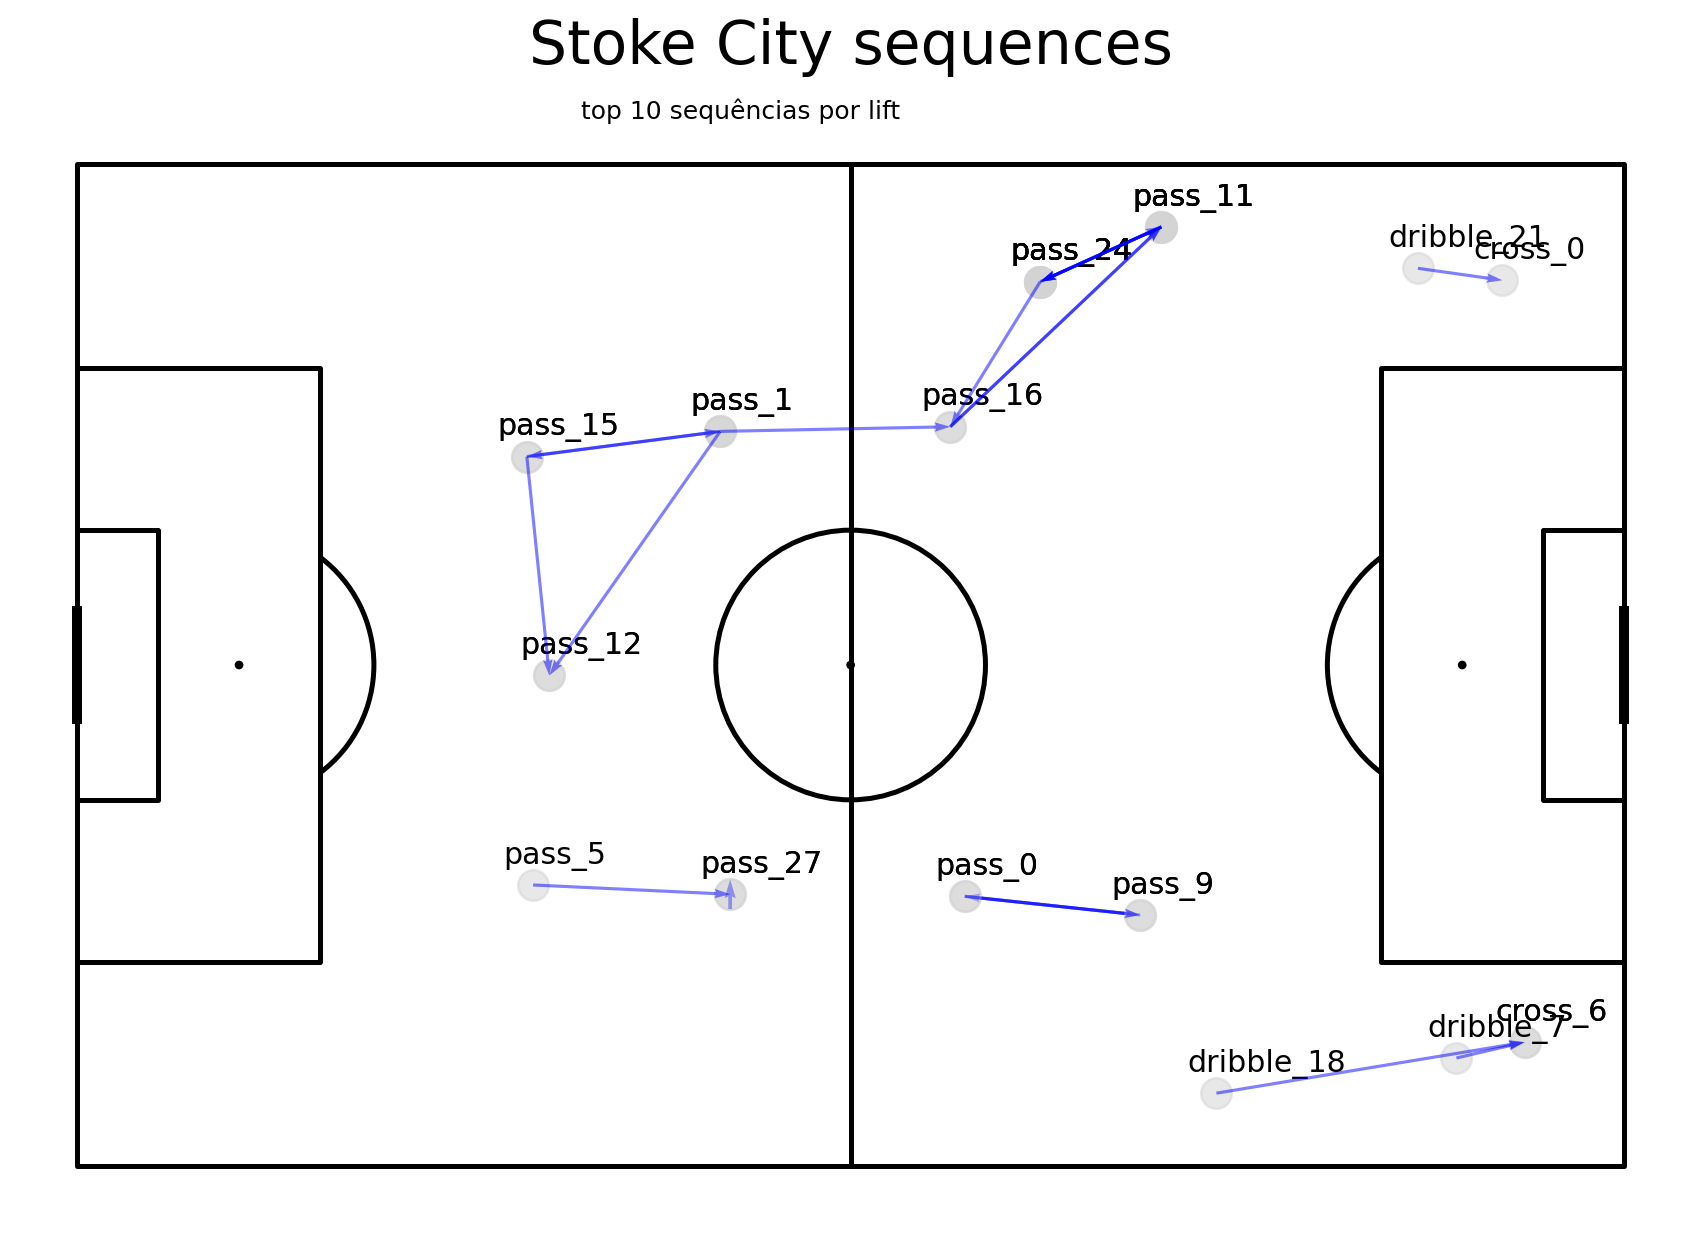 Stoke City sequences
top 10 sequências por lift
pass_11
pass_24
dribble_21
cross_0
pass_1
pass_16
pass_15
pass_12
pass_5
pass_27
pass_0
pass_9
cross_6
dribble_7
dribble_18